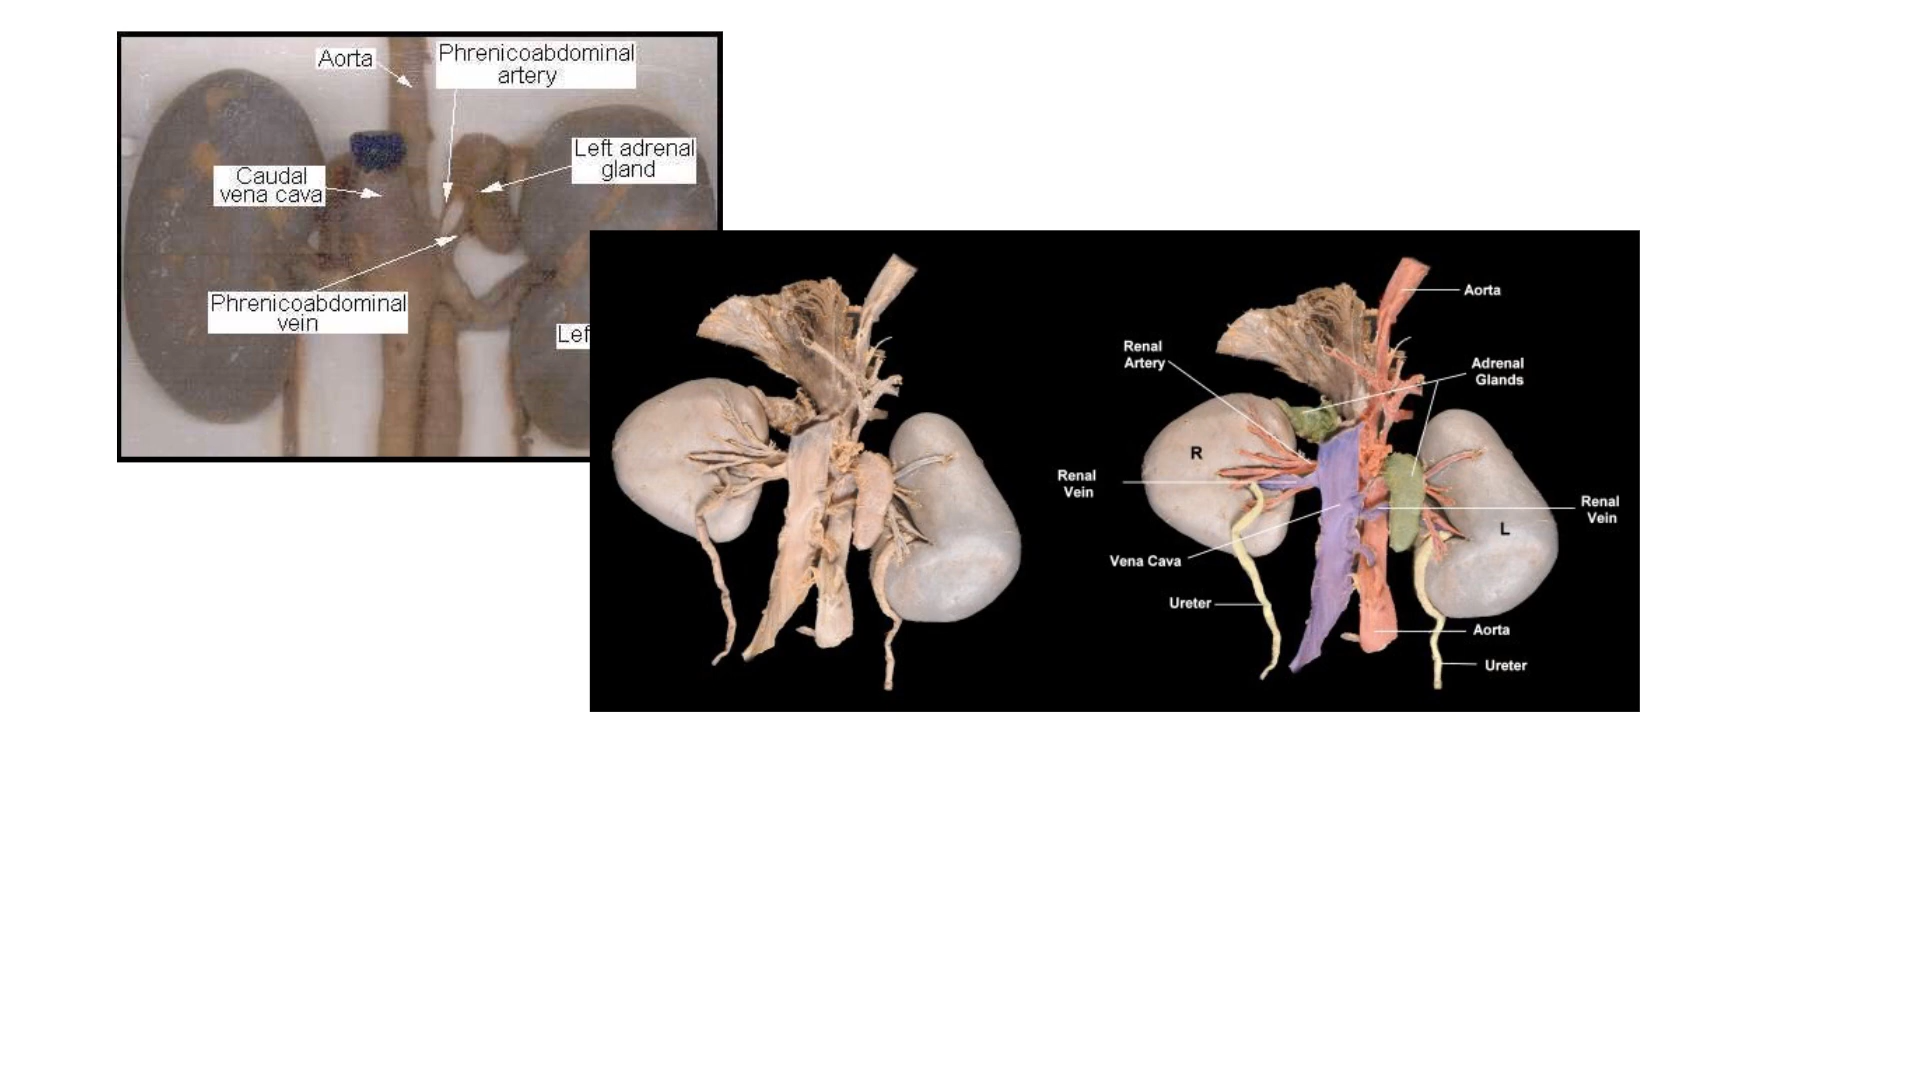 Aorta
Phrenicoabdominal
artery
Left adrenal
gland
Caudal
vena cava
Phrenicoabdominal
vein
Aorta
Renal
Artery
Adrenal
Glands
R
Renal
Vein
Renal
Vein
L
Vena Cava
Ureter
Aorta
Ureter